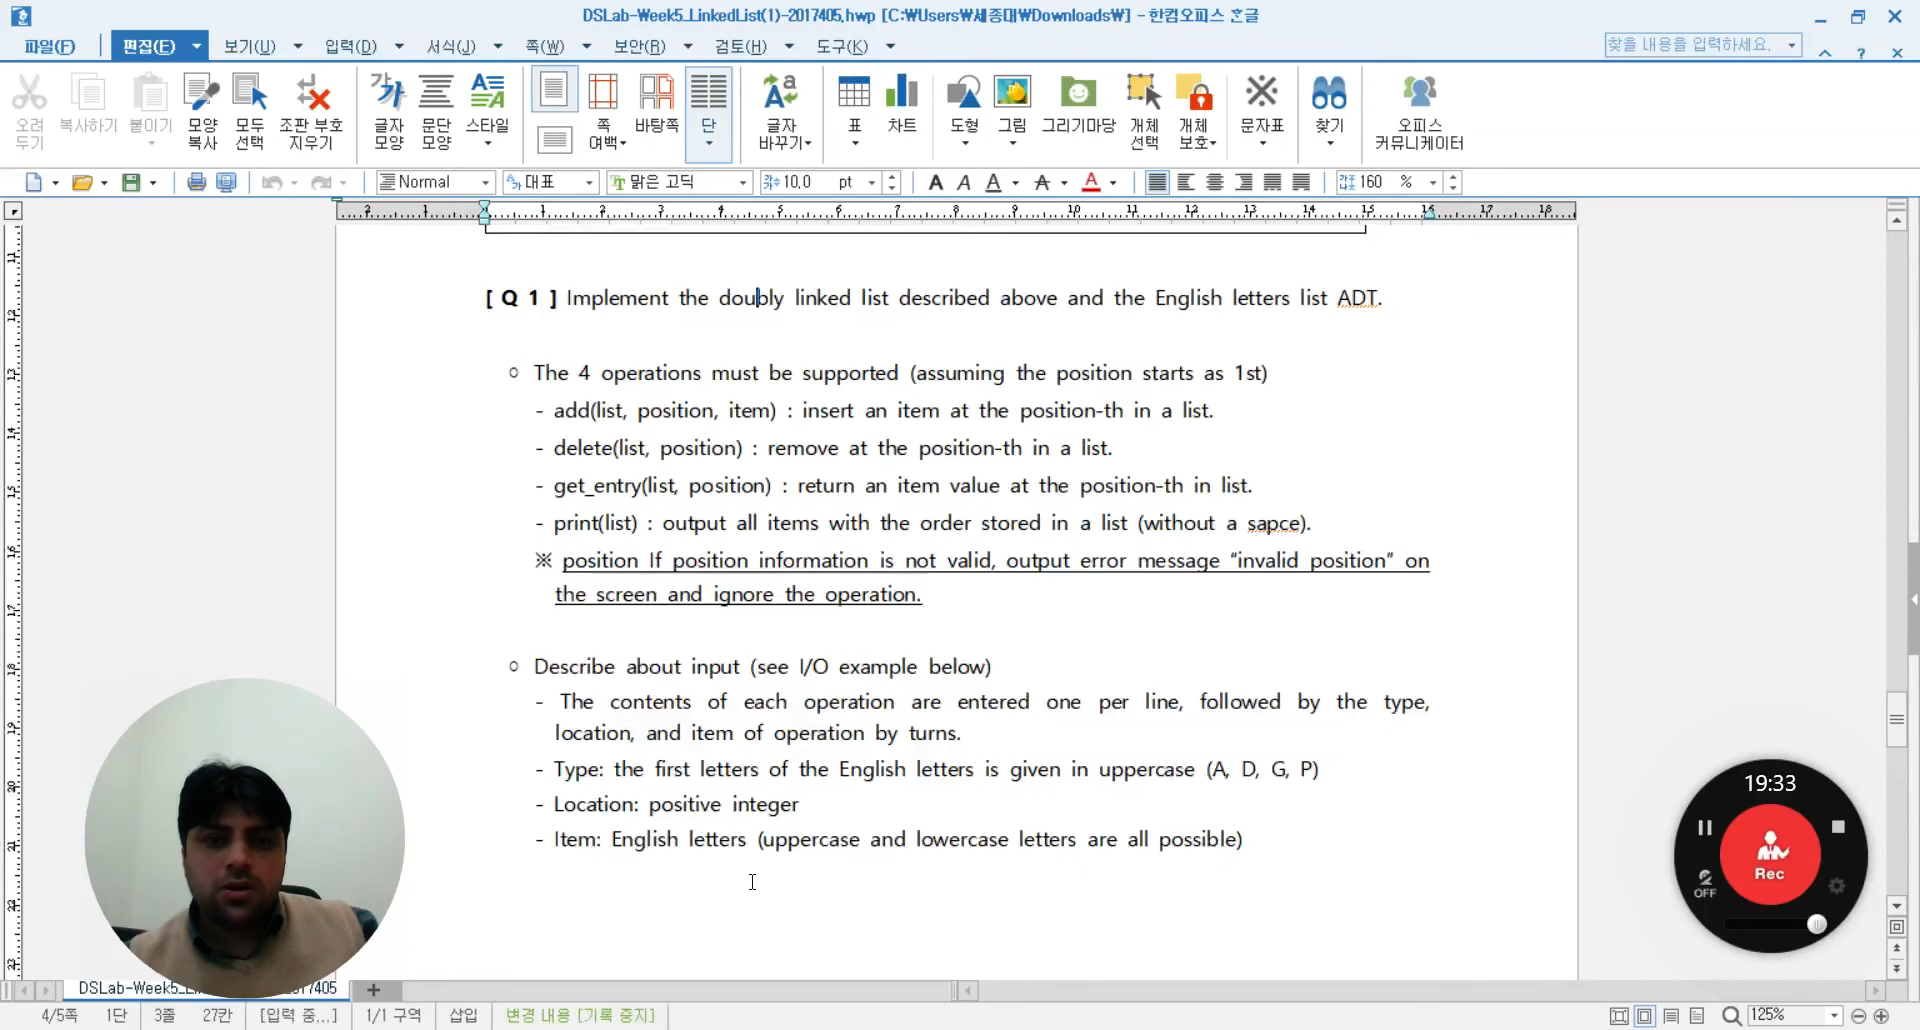 DSLab-Week5_LinkedList(1)-2017405.hwp [C:₩Users₩세종대₩Downloads₩] - 한컴오피스 흔글
파일(F) 편집(E) 보기(U) 입력(D) 서식(J) 쪽(W) 보안(R) 검토(H) 도구(K) 찾을 내용을 입력하세요.
오려 두기 복사하기 붙이기 모양 복사 모두 선택 조판 부호 지우기 글자 모양 문단 모양 스타일 쪽 여백 바탕쪽 단 글자 바꾸기 표 차트 도형 그림 그리기마당 개체 선택 개체 보호 문자표 찾기 오피스 커뮤니케이터
Normal 대표 맑은 고딕 10.0 pt 160 %
[ Q 1 ] Implement the doubly linked list described above and the English letters list ADT.
○ The 4 operations must be supported (assuming the position starts as 1st)
- add(list, position, item) : insert an item at the position-th in a list.
- delete(list, position) : remove at the position-th in a list.
- get_entry(list, position) : return an item value at the position-th in list.
- print(list) : output all items with the order stored in a list (without a sapce).
※ position If position information is not valid, output error message “invalid position” on
the screen and ignore the operation.
○ Describe about input (see I/O example below)
- The contents of each operation are entered one per line, followed by the type,
location, and item of operation by turns.
- Type: the first letters of the English letters is given in uppercase (A, D, G, P)
- Location: positive integer
- Item: English letters (uppercase and lowercase letters are all possible)
19:33
Rec
OFF
DSLab-Week5_Lin 2017405
4/5쪽 1단 3줄 27칸 [입력 중...] 1/1 구역 삽입 변경 내용 [기록 중지] 125%